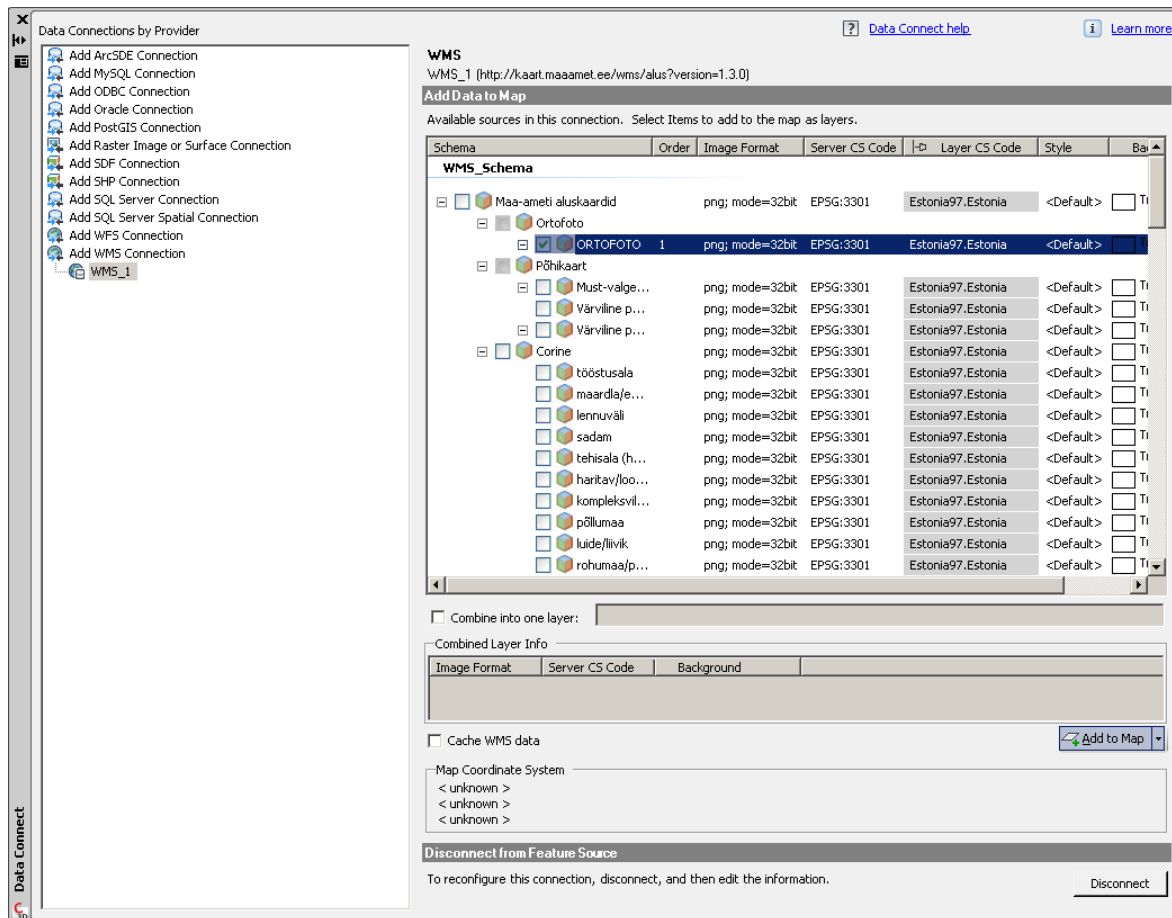 Data Connections by Provider
Add ArcSDE Connection
Add MySQL Connection
Add ODBC Connection
Add Oracle Connection
Add PostGIS Connection
Add Raster Image or Surface Connection
Add SDF Connection
Add SHP Connection
Add SQL Server Connection
Add SQL Server Spatial Connection
Add WFS Connection
Add WMS Connection
WMS_1
Data Connect
? Data Connect help
i Learn more
WMS
WMS_1 (http://kaart.maaamet.ee/wms/alus?version=1.3.0)
Add Data to Map
Available sources in this connection. Select Items to add to the map as layers.
Schema Order Image Format Server CS Code Layer CS Code Style
WMS_Schema
Maa-ameti aluskaardid png; mode=32bit EPSG:3301 Estonia97.Estonia <Default>
Ortofoto
ORTOFOTO 1 png; mode=32bit EPSG:3301 Estonia97.Estonia <Default>
Põhikaart
Must-valge... png; mode=32bit EPSG:3301 Estonia97.Estonia <Default>
Värviline p... png; mode=32bit EPSG:3301 Estonia97.Estonia <Default>
Värviline p... png; mode=32bit EPSG:3301 Estonia97.Estonia <Default>
Corine png; mode=32bit EPSG:3301 Estonia97.Estonia <Default>
tööstusala png; mode=32bit EPSG:3301 Estonia97.Estonia <Default>
maardla/e... png; mode=32bit EPSG:3301 Estonia97.Estonia <Default>
lennuväli png; mode=32bit EPSG:3301 Estonia97.Estonia <Default>
sadam png; mode=32bit EPSG:3301 Estonia97.Estonia <Default>
tehisala (h... png; mode=32bit EPSG:3301 Estonia97.Estonia <Default>
haritav/loo... png; mode=32bit EPSG:3301 Estonia97.Estonia <Default>
kompleksvil... png; mode=32bit EPSG:3301 Estonia97.Estonia <Default>
põllumaa png; mode=32bit EPSG:3301 Estonia97.Estonia <Default>
luide/liivik png; mode=32bit EPSG:3301 Estonia97.Estonia <Default>
rohumaa/p... png; mode=32bit EPSG:3301 Estonia97.Estonia <Default>
Combine into one layer:
Combined Layer Info
Image Format Server CS Code Background
Cache WMS data
Add to Map
Map Coordinate System
< unknown >
< unknown >
< unknown >
Disconnect from Feature Source
To reconfigure this connection, disconnect, and then edit the information.
Disconnect